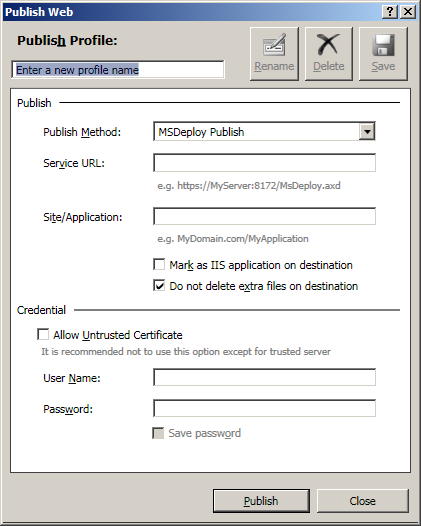 Publish Web
Publish Profile:
Enter a new profile name
Rename
Delete
Save
Publish
Publish Method:
MSDeploy Publish
Service URL:
e.g. https://MyServer:8172/MsDeploy.axd
Site/Application:
e.g. MyDomain.com/MyApplication
Mark as IIS application on destination
Do not delete extra files on destination
Credential
Allow Untrusted Certificate
It is recommended not to use this option except for trusted server
User Name:
Password:
Save password
Publish
Close